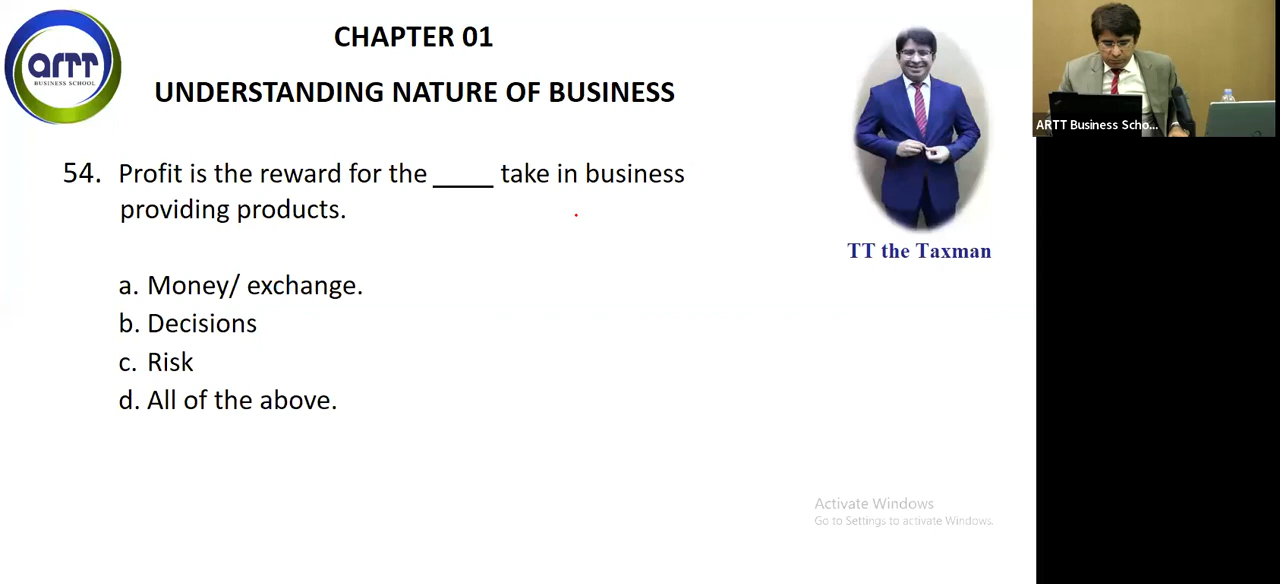 CHAPTER 01
UNDERSTANDING NATURE OF BUSINESS
artt
BUSINESS SCHOOL
54. Profit is the reward for the ____ take in business
providing products.
a. Money/ exchange.
b. Decisions
c. Risk
d. All of the above.
TT the Taxman
ARTT Business Scho...
Activate Windows
Go to Settings to activate Windows.